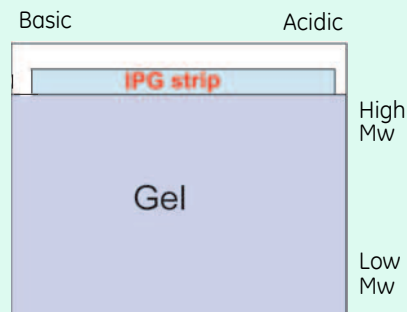 Basic
Acidic
IPG strip
High
Mw
Gel
Low
Mw